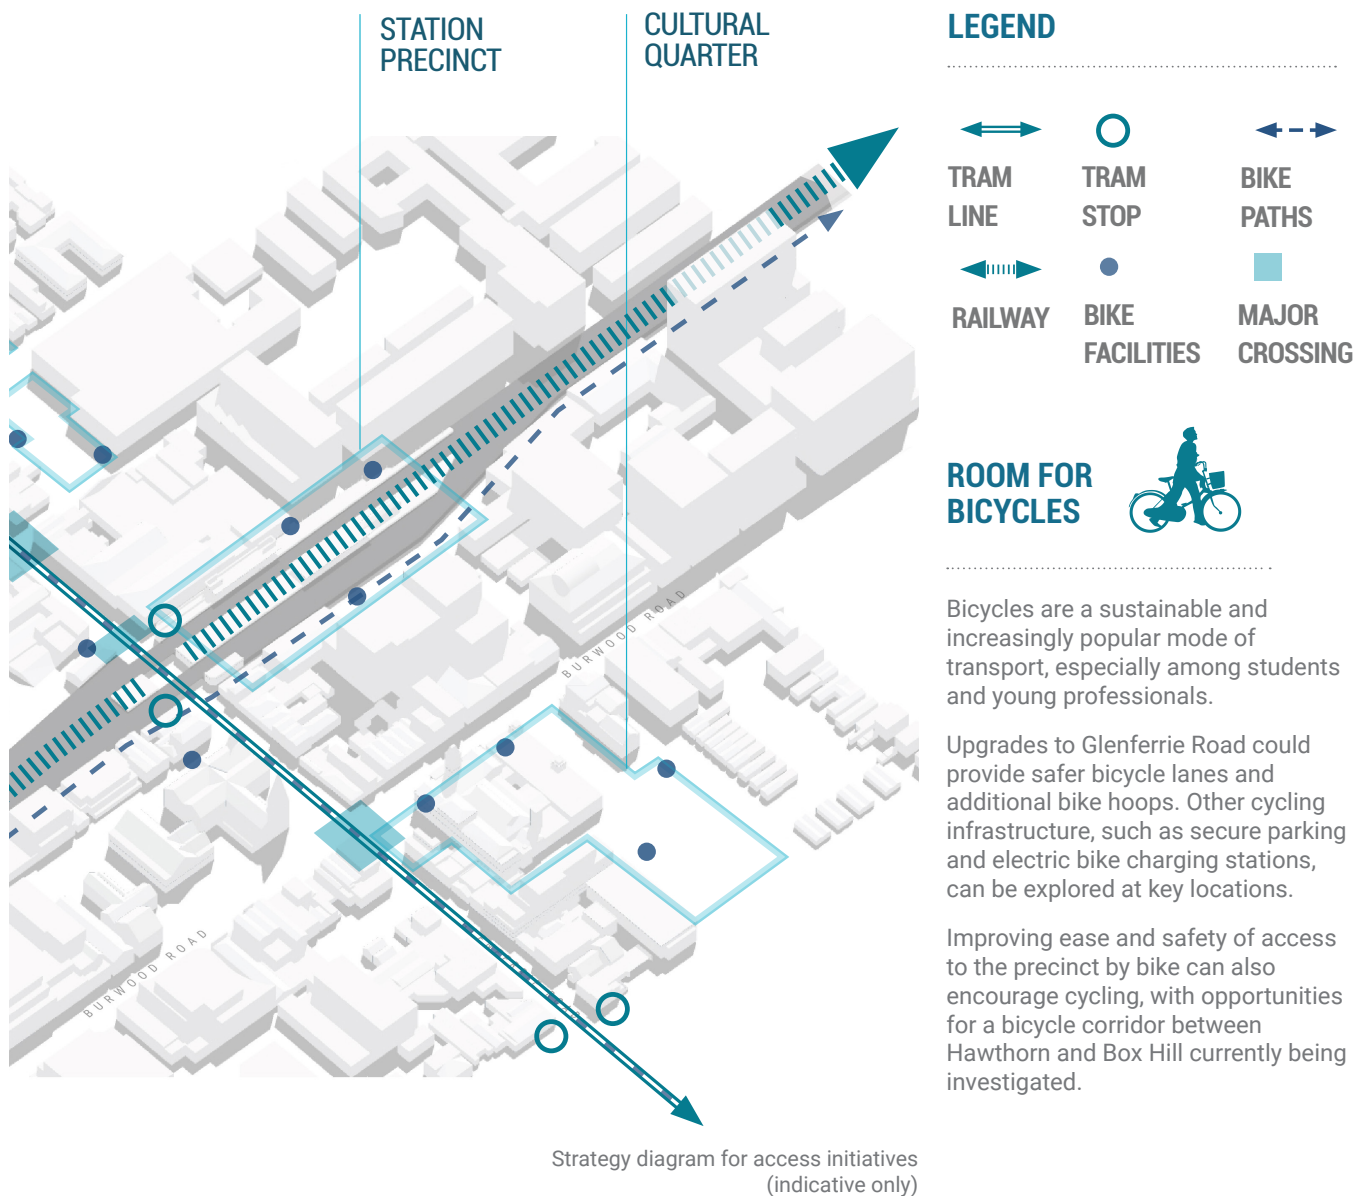 STATION
PRECINCT
CULTURAL
QUARTER
BURWOOD ROAD
BURWOOD ROAD
Strategy diagram for access initiatives
(indicative only)
LEGEND
TRAM
LINE
TRAM
STOP
BIKE
PATHS
RAILWAY
BIKE
FACILITIES
MAJOR
CROSSING
ROOM FOR
BICYCLES
Bicycles are a sustainable and
increasingly popular mode of
transport, especially among students
and young professionals.
Upgrades to Glenferrie Road could
provide safer bicycle lanes and
additional bike hoops. Other cycling
infrastructure, such as secure parking
and electric bike charging stations,
can be explored at key locations.
Improving ease and safety of access
to the precinct by bike can also
encourage cycling, with opportunities
for a bicycle corridor between
Hawthorn and Box Hill currently being
investigated.